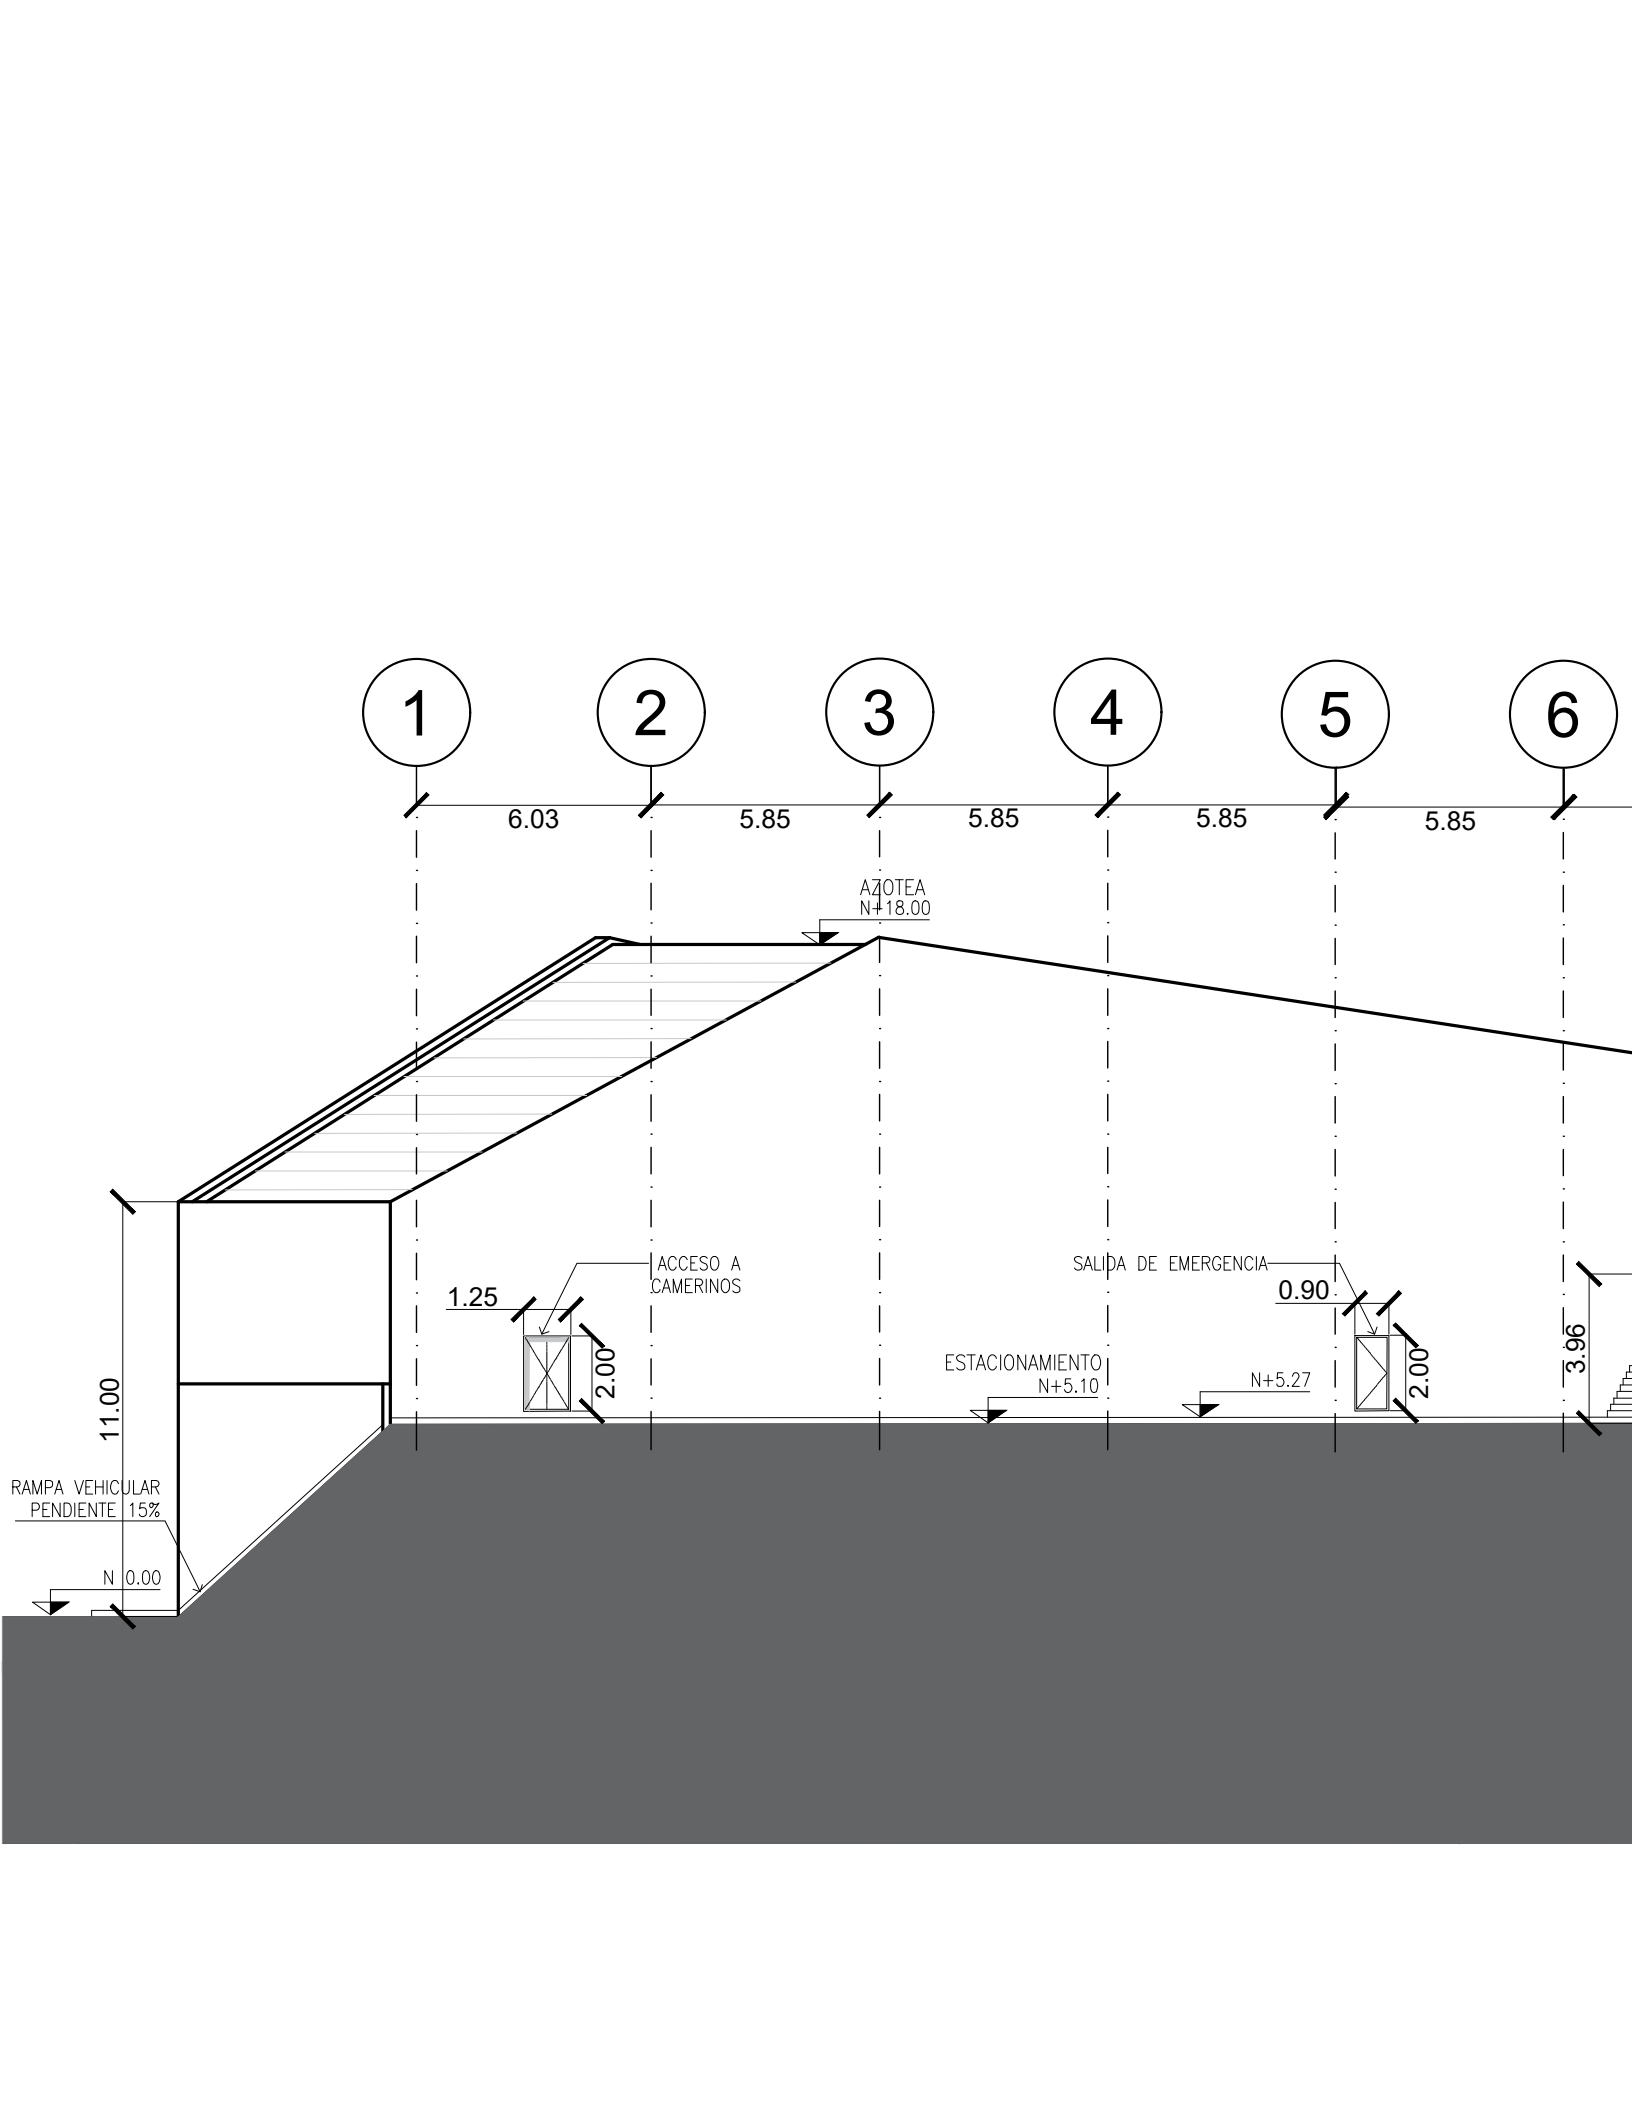 1 2 3 4 5 6
6.03 5.85 5.85 5.85 5.85
AZOTEA
N+18.00
ACCESO A
CAMERINOS
1.25
2.00
SALIDA DE EMERGENCIA
0.90
2.00
3.96
ESTACIONAMIENTO
N+5.10
N+5.27
11.00
RAMPA VEHICULAR
PENDIENTE 15%
N 0.00